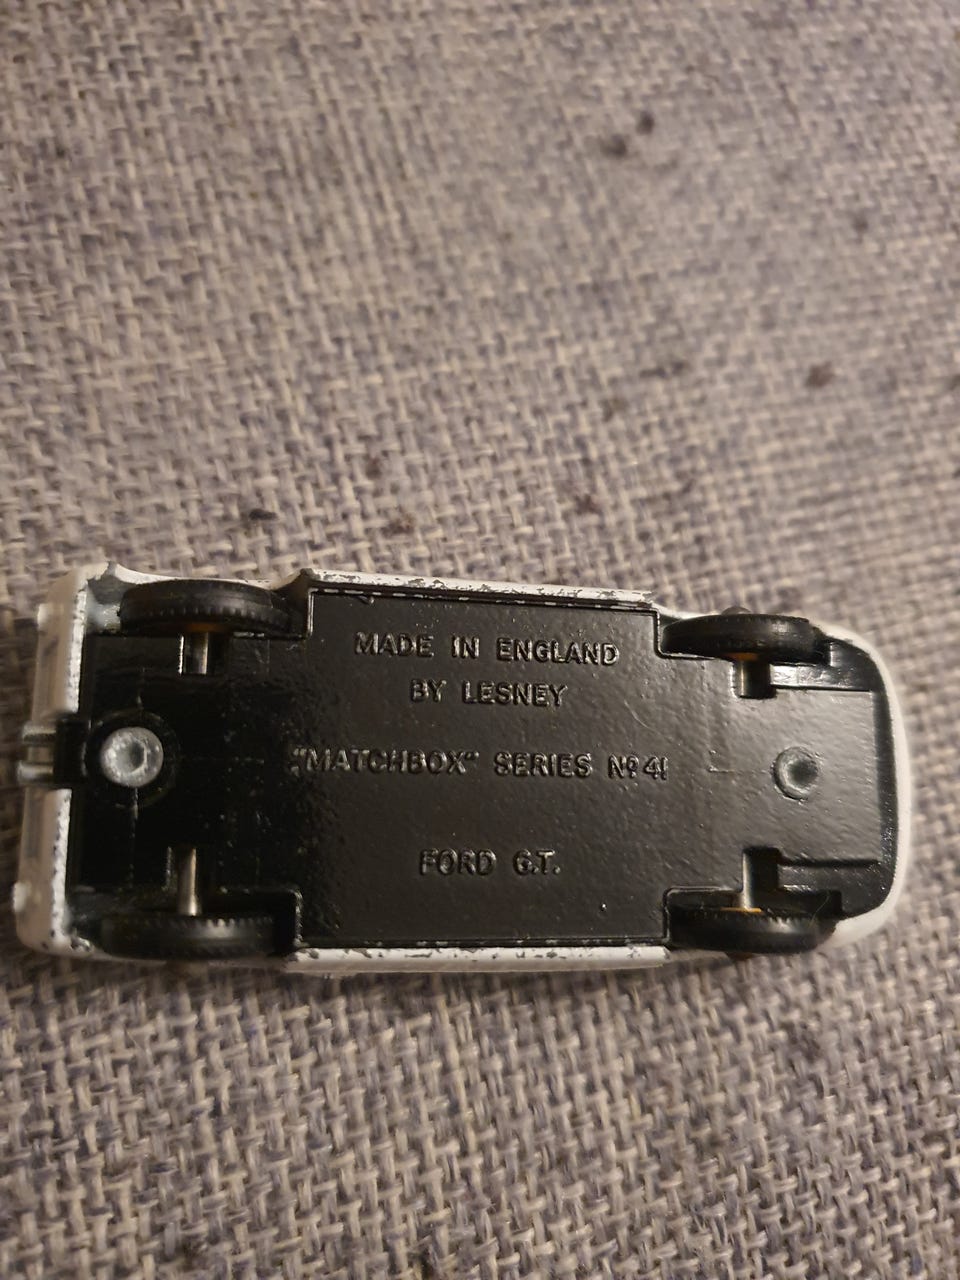 MADE IN ENGLAND
BY LESNEY
"MATCHBOX" SERIES Nº 41
FORD G.T.